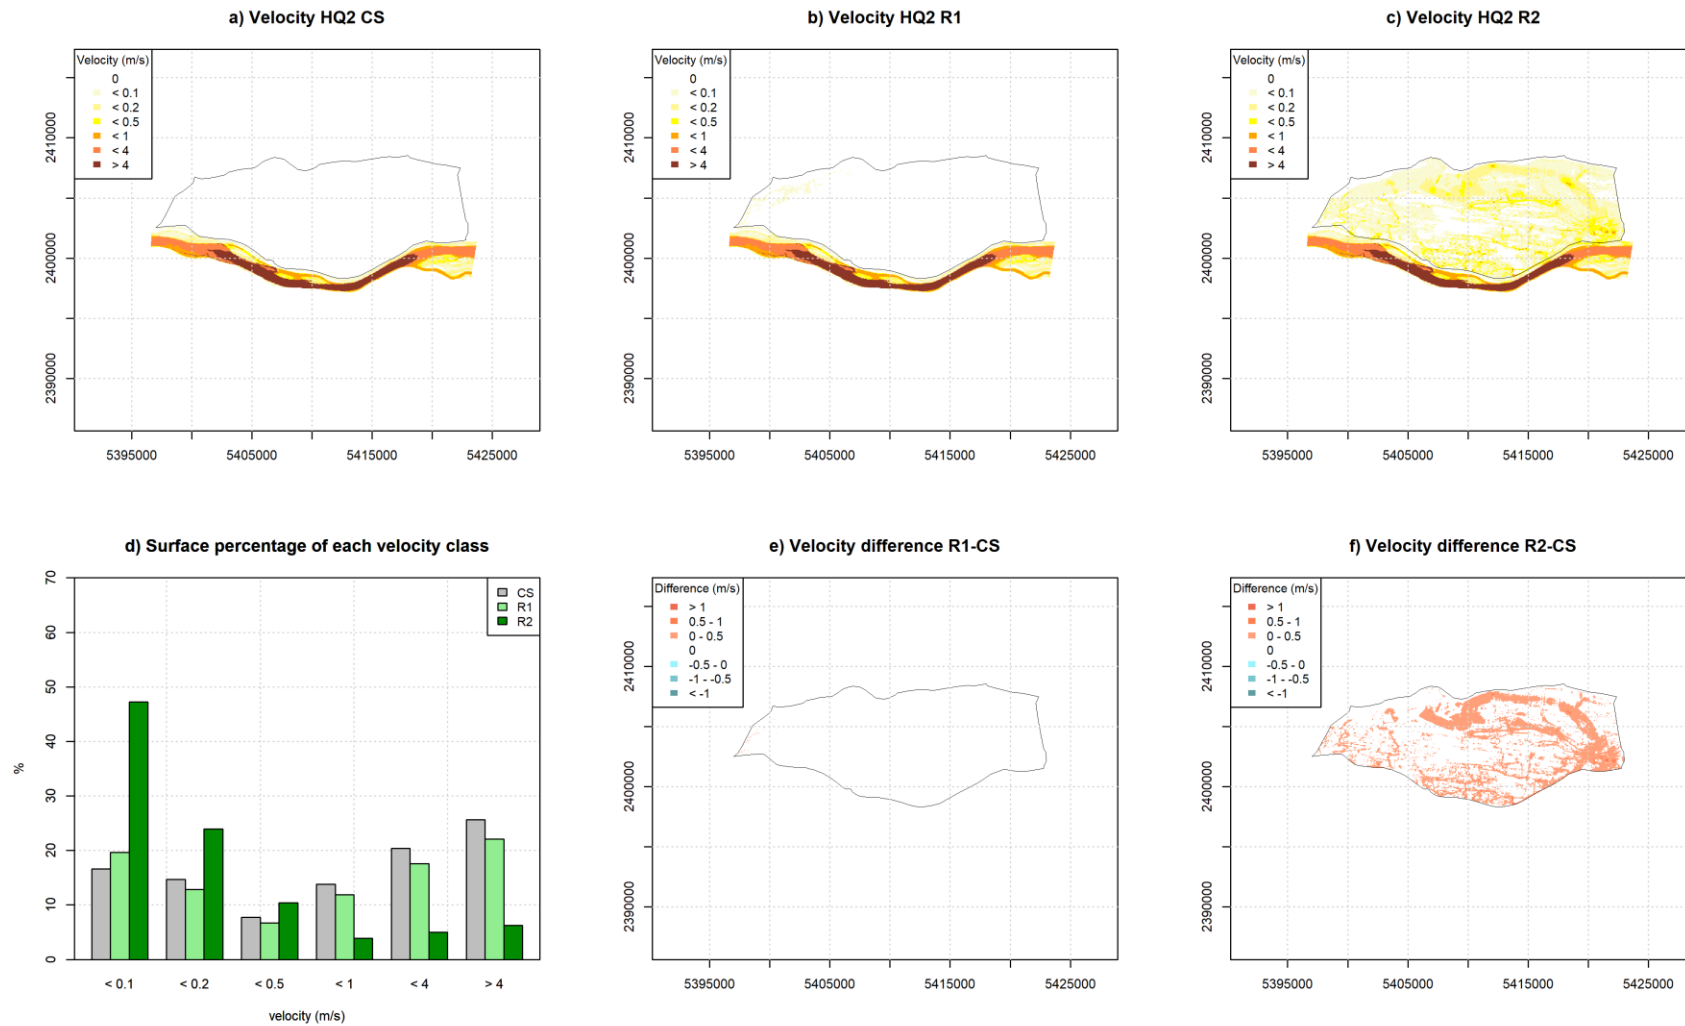 a) Velocity HQ2 CS
Velocity (m/s)
0
< 0.1
< 0.2
< 0.5
< 1
< 4
> 4
2410000
2400000
2390000
5395000 5405000 5415000 5425000
b) Velocity HQ2 R1
Velocity (m/s)
0
< 0.1
< 0.2
< 0.5
< 1
< 4
> 4
2410000
2400000
2390000
5395000 5405000 5415000 5425000
c) Velocity HQ2 R2
Velocity (m/s)
0
< 0.1
< 0.2
< 0.5
< 1
< 4
> 4
2410000
2400000
2390000
5395000 5405000 5415000 5425000
d) Surface percentage of each velocity class
CS
R1
R2
70
60
50
40
30
20
10
0
%
< 0.1 < 0.2 < 0.5 < 1 < 4 > 4
velocity (m/s)
e) Velocity difference R1-CS
Difference (m/s)
> 1
0.5 - 1
0 - 0.5
0
-0.5 - 0
-1 - -0.5
< -1
2410000
2400000
2390000
5395000 5405000 5415000 5425000
f) Velocity difference R2-CS
Difference (m/s)
> 1
0.5 - 1
0 - 0.5
0
-0.5 - 0
-1 - -0.5
< -1
2410000
2400000
2390000
5395000 5405000 5415000 5425000